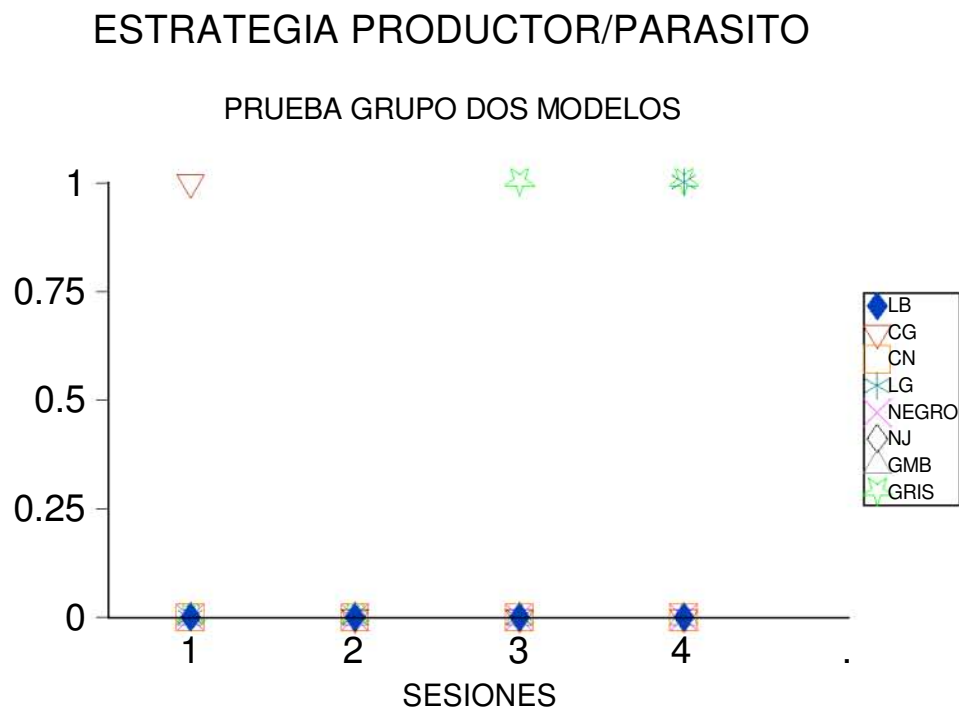 ESTRATEGIA PRODUCTOR/PARASITO
PRUEBA GRUPO DOS MODELOS
1
0.75
0.5
0.25
0
1 2 3 4 .
SESIONES
LB
CG
CN
LG
NEGRO
NJ
GMB
GRIS